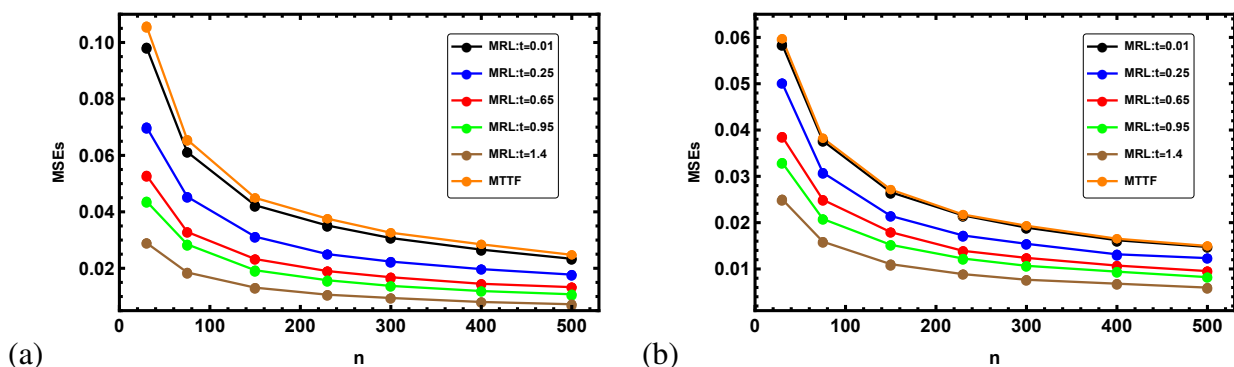 0.10
0.08
0.06
0.04
0.02
MSEs
0 100 200 300 400 500
n
MRL:t=0.01
MRL:t=0.25
MRL:t=0.65
MRL:t=0.95
MRL:t=1.4
MTTF
(a)
0.06
0.05
0.04
0.03
0.02
0.01
MSEs
0 100 200 300 400 500
n
MRL:t=0.01
MRL:t=0.25
MRL:t=0.65
MRL:t=0.95
MRL:t=1.4
MTTF
(b)